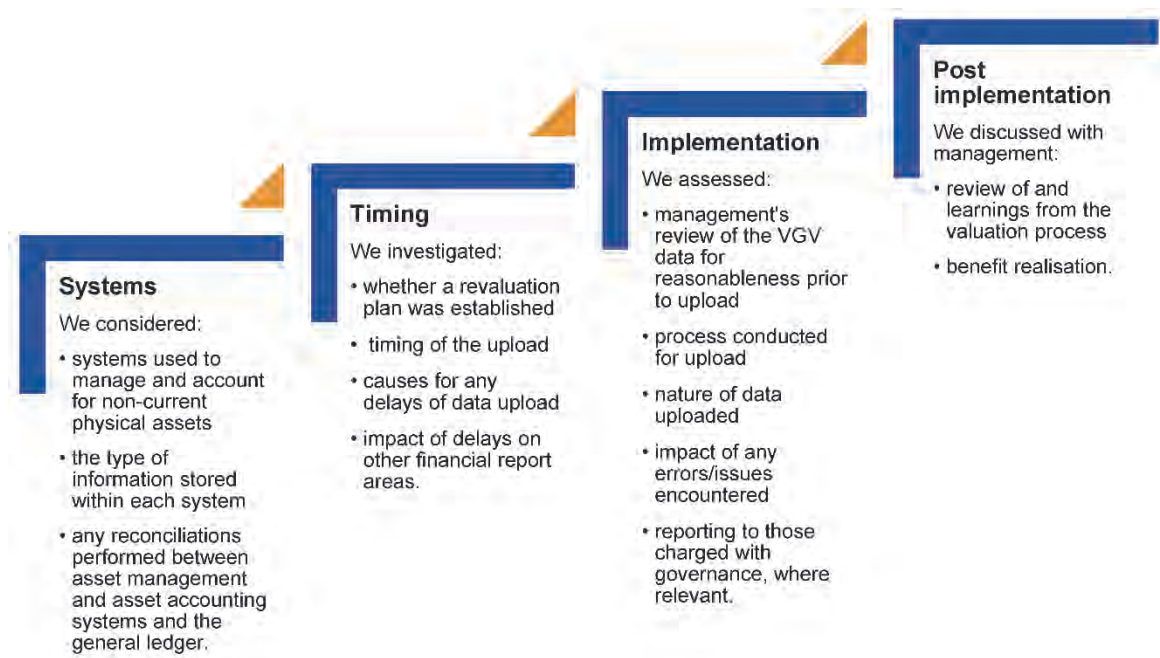 Systems
We considered:
• systems used to
manage and account
for non-current
physical assets
• the type of
information stored
within each system
• any reconciliations
performed between
asset management
and asset accounting
systems and the
general ledger.
Timing
We investigated:
• whether a revaluation
plan was established
• timing of the upload
• causes for any
delays of data upload
• impact of delays on
other financial report
areas.
Implementation
We assessed:
• management's
review of the VGV
data for
reasonableness prior
to upload
• process conducted
for upload
• nature of data
uploaded
• impact of any
errors/issues
encountered
• reporting to those
charged with
governance, where
relevant.
Post
implementation
We discussed with
management:
• review of and
learnings from the
valuation process
• benefit realisation.